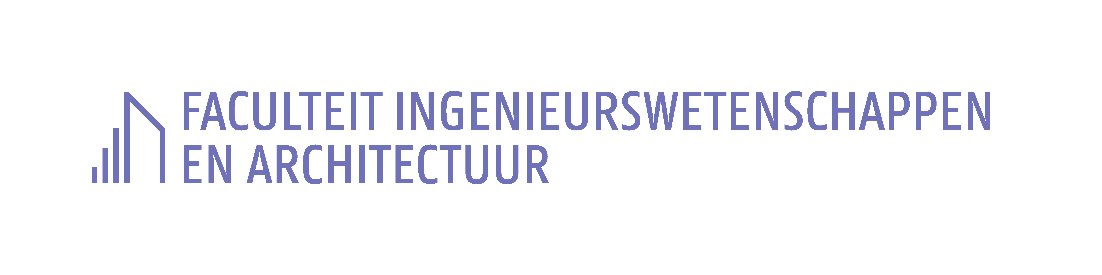 FACULTEIT INGENIEURSWETENSCHAPPEN
EN ARCHITECTUUR